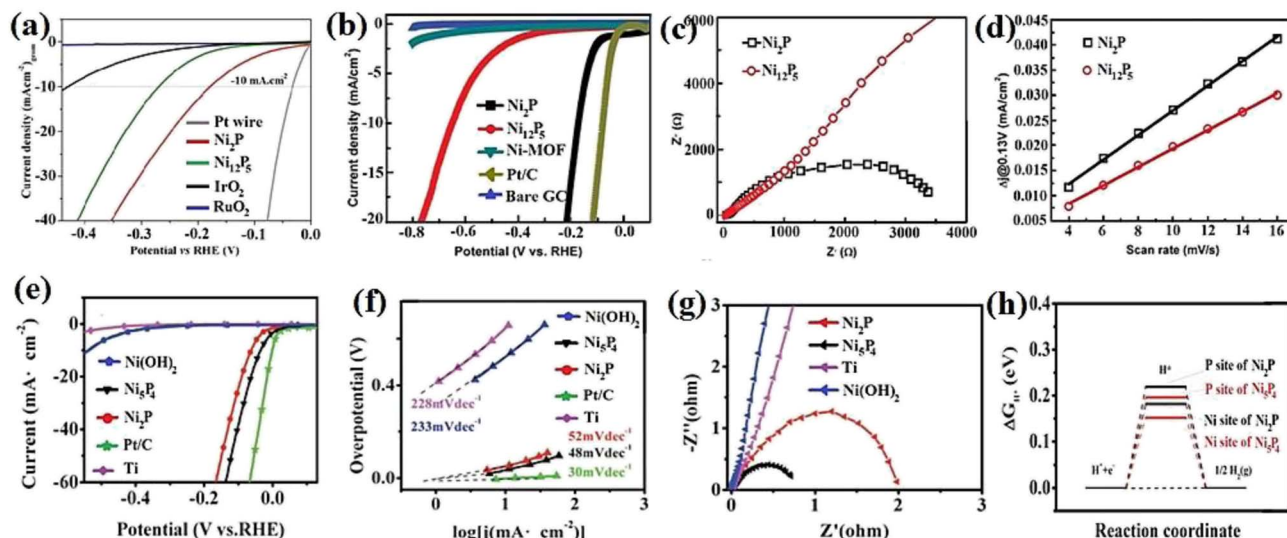 (a)
Current density (mAcm⁻²)geom
0
-10
-20
-30
-40
-10 mA.cm²
Pt wire
Ni₂P
Ni₁₂P₅
IrO₂
RuO₂
-0.4 -0.3 -0.2 -0.1 0.0
Potential vs RHE (V)
(b)
Current density (mA/cm²)
0
-5
-10
-15
-20
Ni₂P
Ni₁₂P₅
Ni-MOF
Pt/C
Bare GC
-0.8 -0.6 -0.4 -0.2 0.0
Potential (V vs. RHE)
(c)
Z'' (Ω)
6000
4000
2000
0
Ni₂P
Ni₁₂P₅
0 1000 2000 3000 4000
Z' (Ω)
(d)
Δj@0.13V (mA/cm²)
0.045
0.040
0.035
0.030
0.025
0.020
0.015
0.010
0.005
Ni₂P
Ni₁₂P₅
4 6 8 10 12 14 16
Scan rate (mV/s)
(e)
Current (mA· cm⁻²)
0
-20
-40
-60
Ni(OH)₂
Ni₅P₄
Ni₂P
Pt/C
Ti
-0.4 -0.2 0.0
Potential (V vs.RHE)
(f)
Overpotential (V)
0.4
0.0
Ni(OH)₂
Ni₅P₄
Ni₂P
Pt/C
Ti
228mVdec⁻¹
233mVdec⁻¹
52mVdec⁻¹
48mVdec⁻¹
30mVdec⁻¹
-1 0 1 2 3
log[j(mA· cm⁻²)]
(g)
-Z''(ohm)
3
2
1
0
Ni₂P
Ni₅P₄
Ti
Ni(OH)₂
0 1 2 3
Z'(ohm)
(h)
ΔG_H* (eV)
0.4
0.3
0.2
0.1
0.0
H*
P site of Ni₂P
P site of Ni₅P₄
Ni site of Ni₂P
Ni site of Ni₅P₄
H⁺+e⁻
1/2 H₂(g)
Reaction coordinate